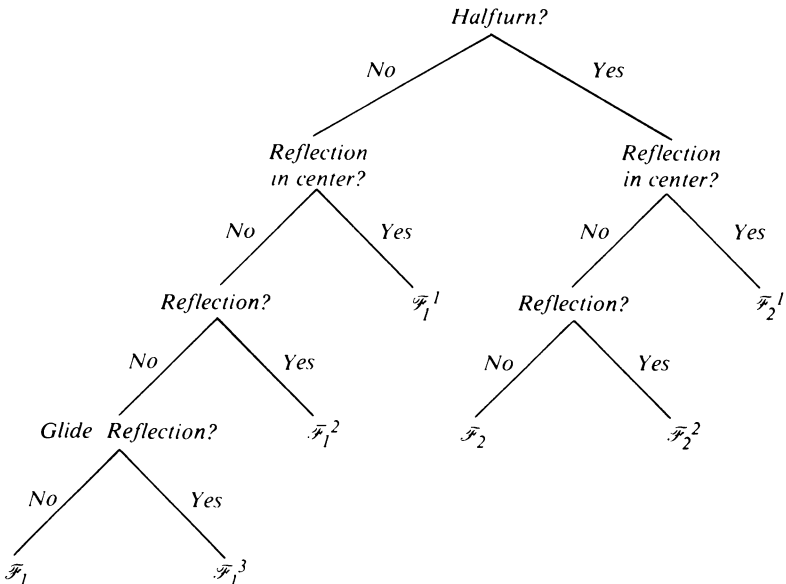 Halfturn?
No Yes
Reflection Reflection
in center? in center?
No Yes No Yes
Reflection? ℱ₁¹ Reflection? ℱ₂¹
No Yes No Yes
Glide Reflection? ℱ₁² ℱ₂ ℱ₂²
No Yes
ℱ₁ ℱ₁³